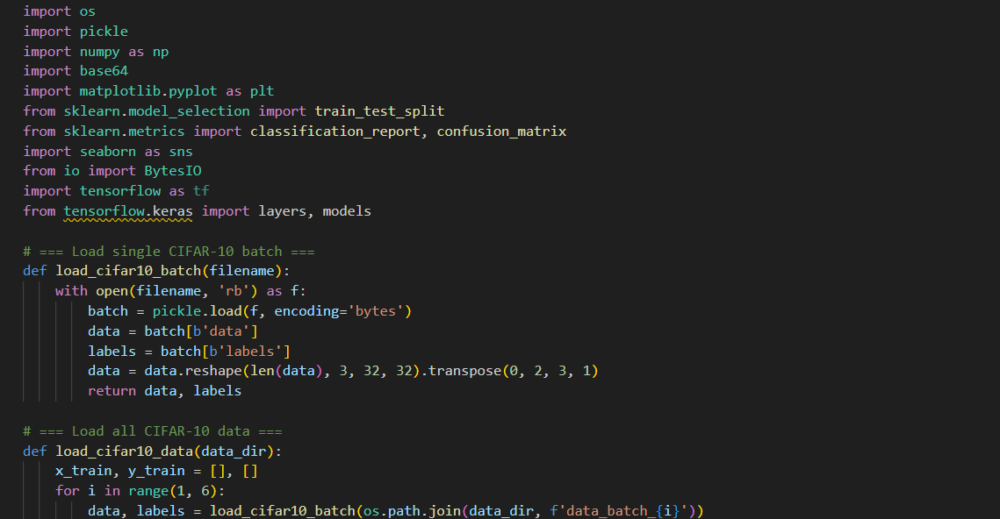 import os
import pickle
import numpy as np
import base64
import matplotlib.pyplot as plt
from sklearn.model_selection import train_test_split
from sklearn.metrics import classification_report, confusion_matrix
import seaborn as sns
from io import BytesIO
import tensorflow as tf
from tensorflow.keras import layers, models

# === Load single CIFAR-10 batch ===
def load_cifar10_batch(filename):
    with open(filename, 'rb') as f:
        batch = pickle.load(f, encoding='bytes')
        data = batch[b'data']
        labels = batch[b'labels']
        data = data.reshape(len(data), 3, 32, 32).transpose(0, 2, 3, 1)
        return data, labels

# === Load all CIFAR-10 data ===
def load_cifar10_data(data_dir):
    x_train, y_train = [], []
    for i in range(1, 6):
        data, labels = load_cifar10_batch(os.path.join(data_dir, f'data_batch_{i}'))